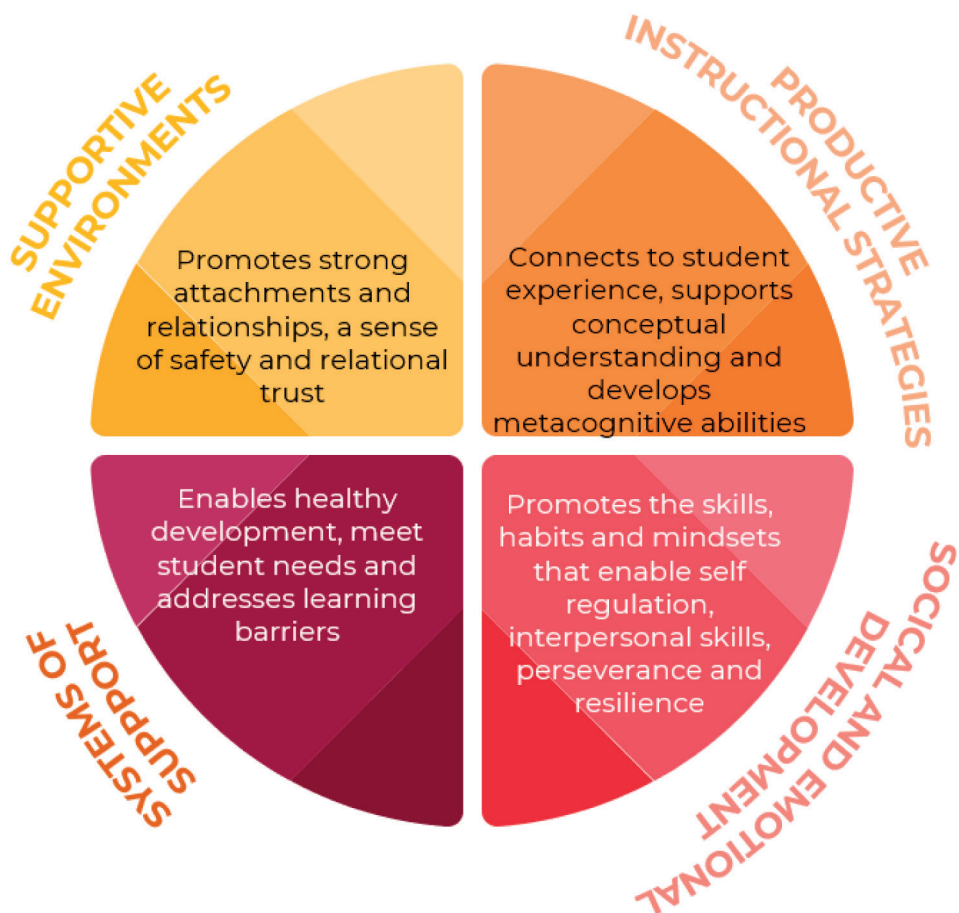 SUPPORTIVE
ENVIRONMENTS
Promotes strong
attachments and
relationships, a sense
of safety and relational
trust
PRODUCTIVE
INSTRUCTIONAL STRATEGIES
Connects to student
experience, supports
conceptual
understanding and
develops
metacognitive abilities
SYSTEMS OF
SUPPPORT
Enables healthy
development, meet
student needs and
addresses learning
barriers
SOCICAL AND EMOTIONAL
DEVELOPMENT
Promotes the skills,
habits and mindsets
that enable self
regulation,
interpersonal skills,
perseverance and
resilience